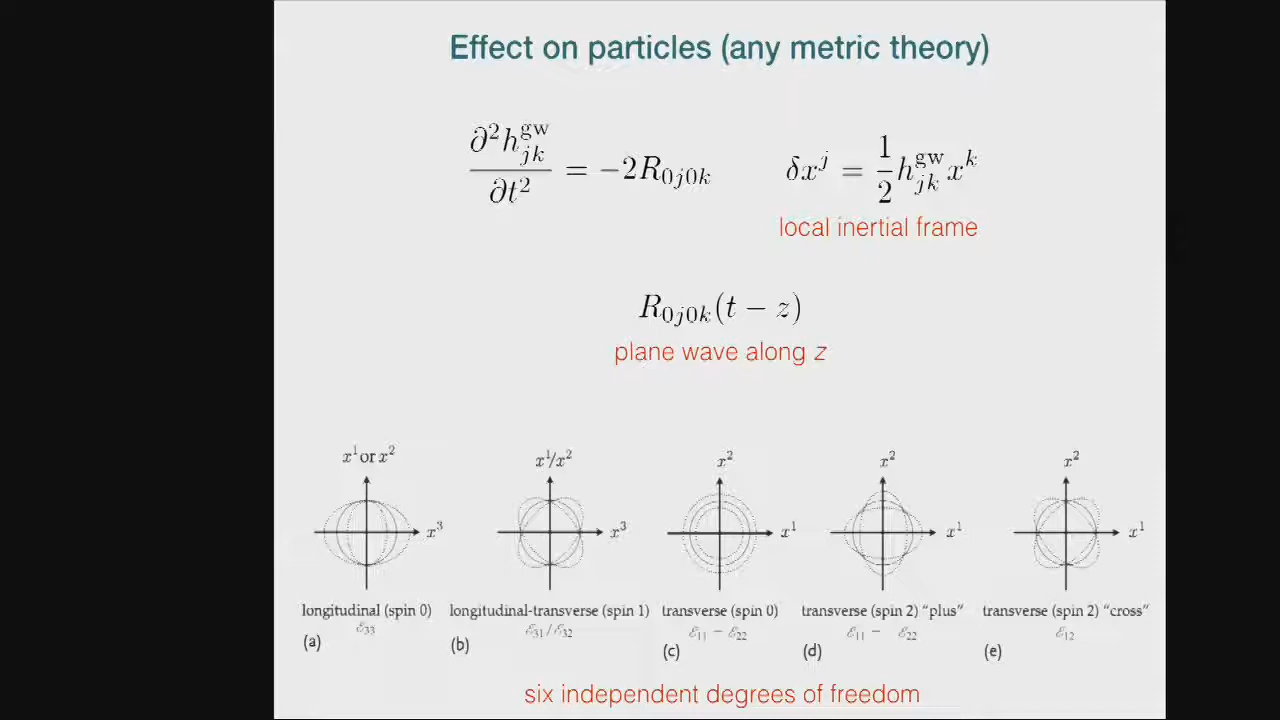 Effect on particles (any metric theory)
∂²h^gw_jk / ∂t² = −2R_0j0k
δx^j = 1/2 h^gw_jk x^k
local inertial frame
R_0j0k(t − z)
plane wave along z
x¹ or x²
x³
longitudinal (spin 0)
ℰ₃₃
(a)
x¹/x²
x³
longitudinal-transverse (spin 1)
ℰ₃₁/ℰ₃₂
(b)
x²
x¹
transverse (spin 0)
ℰ₁₁ − ℰ₂₂
(c)
x²
x¹
transverse (spin 2) “plus”
ℰ₁₁ − ℰ₂₂
(d)
x²
x¹
transverse (spin 2) “cross”
ℰ₁₂
(e)
six independent degrees of freedom